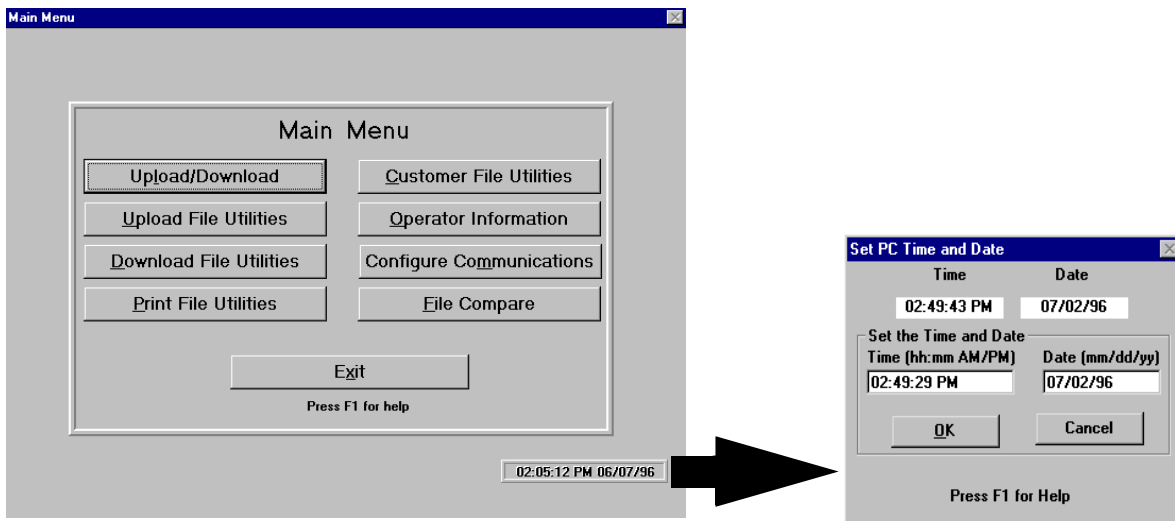 Main Menu
Main Menu
Upload/Download
Customer File Utilities
Upload File Utilities
Operator Information
Download File Utilities
Configure Communications
Print File Utilities
File Compare
Exit
Press F1 for help
02:05:12 PM 06/07/96
Set PC Time and Date
Time Date
02:49:43 PM 07/02/96
Set the Time and Date
Time (hh:mm AM/PM) Date (mm/dd/yy)
02:49:29 PM 07/02/96
OK Cancel
Press F1 for Help